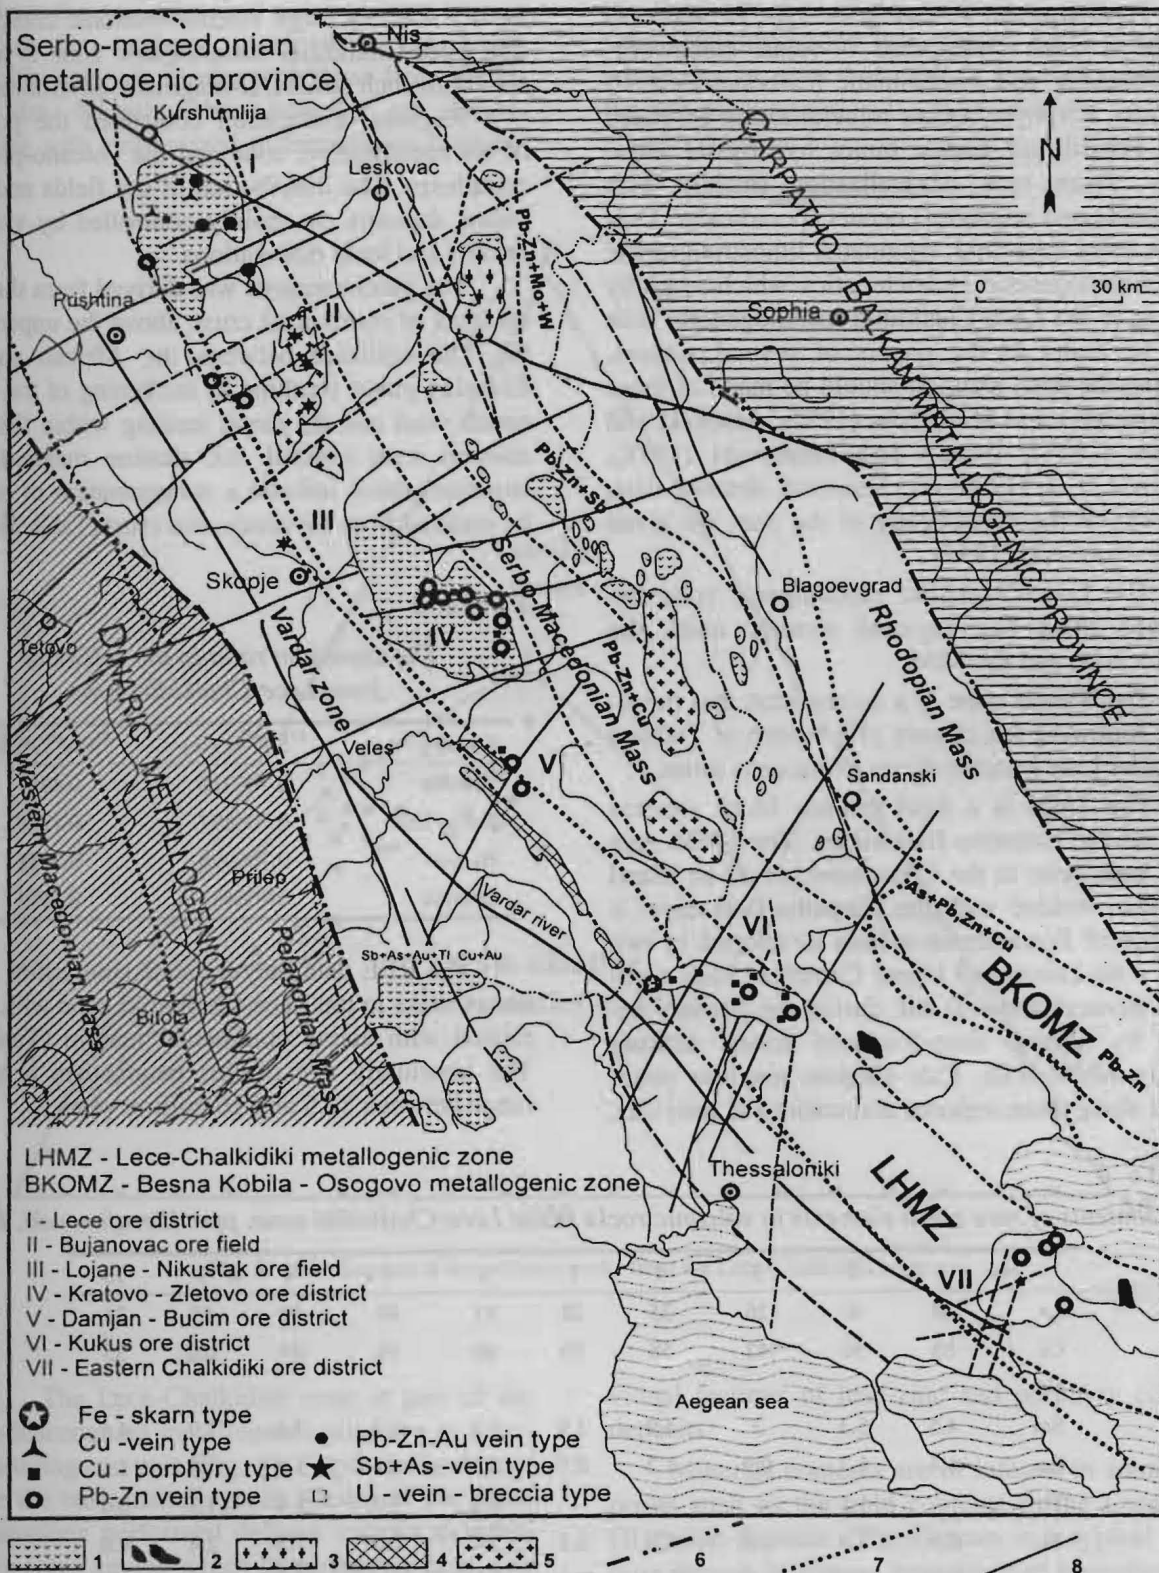 Serbo-macedonian
metallogenic province
Nis
Kurshumlija
I
Leskovac
CARPATHO - BALKAN METALLOGENIC PROVINCE
N
0 30 km
Pb-Zn+Mo+W
Prishtina
II
Sophia
Pb-Zn+Sb
III
Skopje
Serbo-Macedonian Mass
Blagoevgrad
Rhodopian Mass
IV
Tetovo
Vardar zone
Pb-Zn+Cu
DINARIC METALLOGENIC PROVINCE
Veles
V
Sandanski
Western Macedonian Mass
Prilep
Pelagonian Mass
Vardar river
VI
As+Pb,Zn+Cu
Sb+As+Au+Tl Cu+Au
BKOMZ
Bitola
Pb-Zn
LHMZ - Lece-Chalkidiki metallogenic zone
BKOMZ - Besna Kobila - Osogovo metallogenic zone
Thessaloniki
LHMZ
I - Lece ore district
II - Bujanovac ore field
III - Lojane - Nikustak ore field
IV - Kratovo - Zletovo ore district
V - Damjan - Bucim ore district
VI - Kukus ore district
VII - Eastern Chalkidiki ore district
VII
Aegean sea
Fe - skarn type
Cu -vein type
Pb-Zn-Au vein type
Cu - porphyry type
Sb+As -vein type
Pb-Zn vein type
U - vein - breccia type
1 2 3 4 5 6 7 8